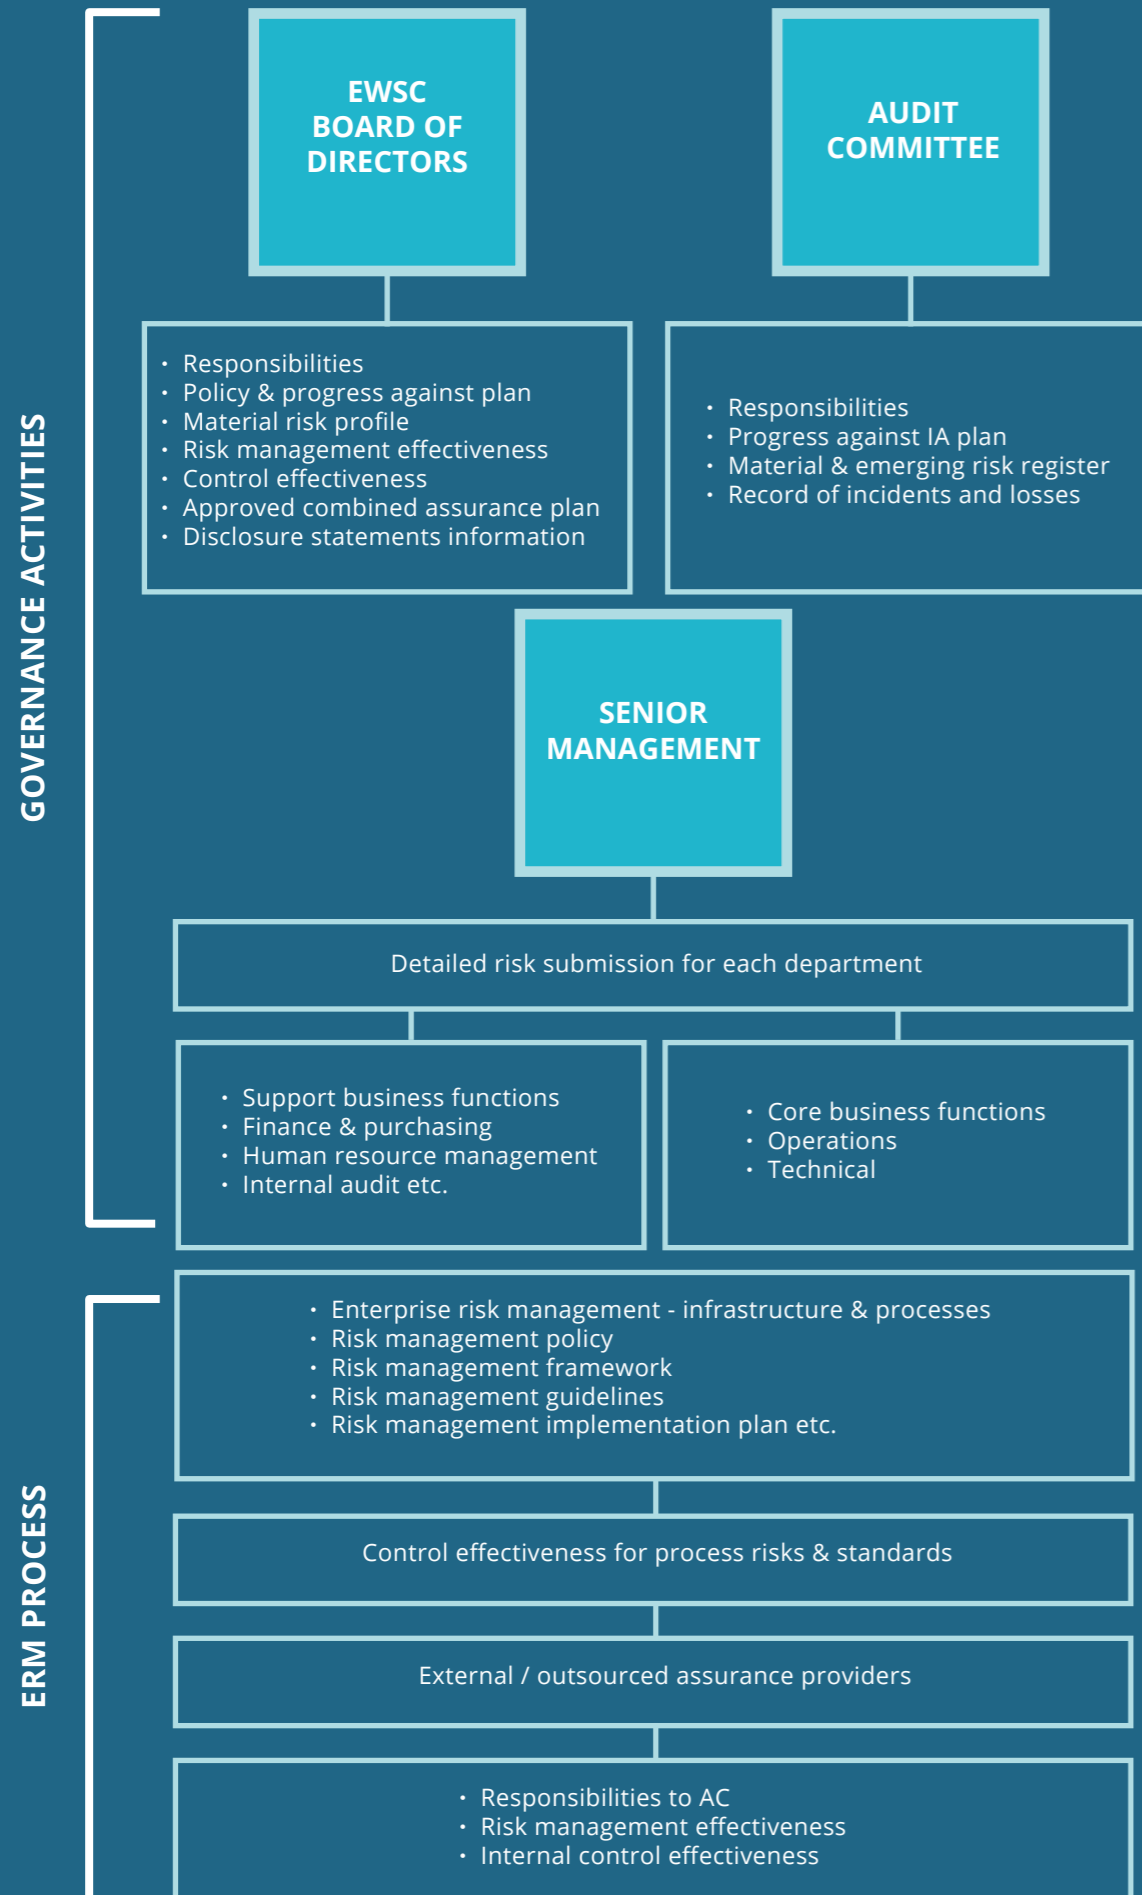 GOVERNANCE ACTIVITIES
EWSC
BOARD OF
DIRECTORS
• Responsibilities
• Policy & progress against plan
• Material risk profile
• Risk management effectiveness
• Control effectiveness
• Approved combined assurance plan
• Disclosure statements information
AUDIT
COMMITTEE
• Responsibilities
• Progress against IA plan
• Material & emerging risk register
• Record of incidents and losses
SENIOR
MANAGEMENT
Detailed risk submission for each department
• Support business functions
• Finance & purchasing
• Human resource management
• Internal audit etc.
• Core business functions
• Operations
• Technical
ERM PROCESS
• Enterprise risk management - infrastructure & processes
• Risk management policy
• Risk management framework
• Risk management guidelines
• Risk management implementation plan etc.
Control effectiveness for process risks & standards
External / outsourced assurance providers
• Responsibilities to AC
• Risk management effectiveness
• Internal control effectiveness